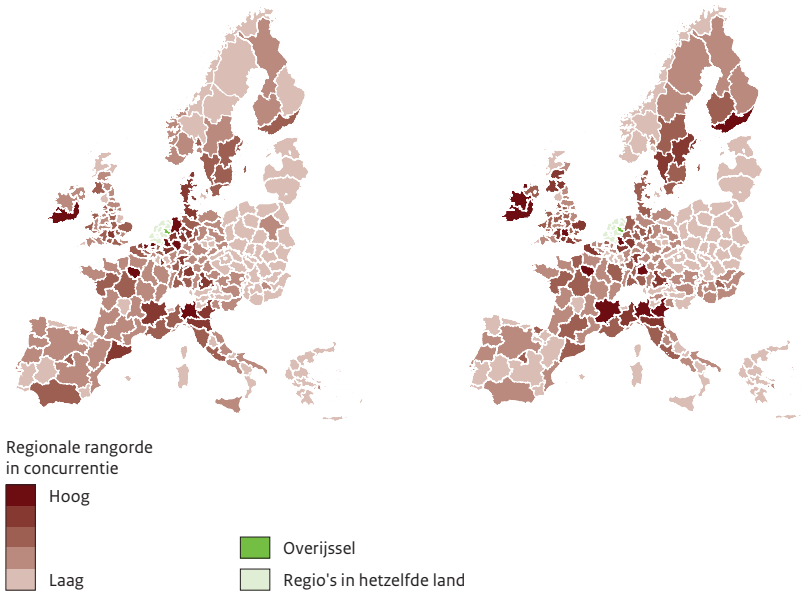 Regionale rangorde
in concurrentie
Hoog
Laag
Overijssel
Regio's in hetzelfde land